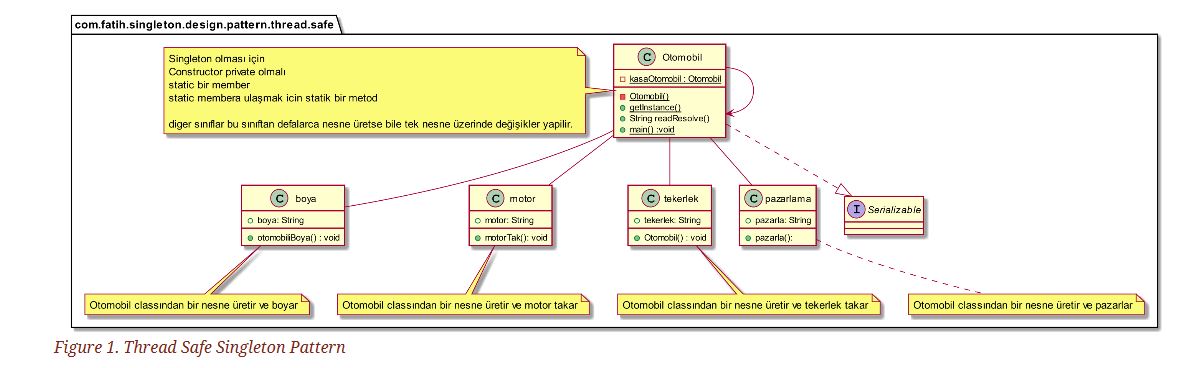 com.fatih.singleton.design.pattern.thread.safe
Singleton olması için
Constructor private olmalı
static bir member
static membera ulaşmak icin statik bir metod
diger sınıflar bu sınıftan defalarca nesne üretse bile tek nesne üzerinde değişikler yapilir.
C Otomobil
kasaOtomobil : Otomobil
Otomobil()
getInstance()
String readResolve()
main() :void
C boya
boya: String
otomobiliBoya() : void
C motor
motor: String
motorTak(): void
C tekerlek
tekerlek: String
Otomobil() : void
C pazarlama
pazarla: String
pazarla():
I Serializable
Otomobil classından bir nesne üretir ve boyar
Otomobil classından bir nesne üretir ve motor takar
Otomobil classından bir nesne üretir ve tekerlek takar
Otomobil classından bir nesne üretir ve pazarlar
Figure 1. Thread Safe Singleton Pattern